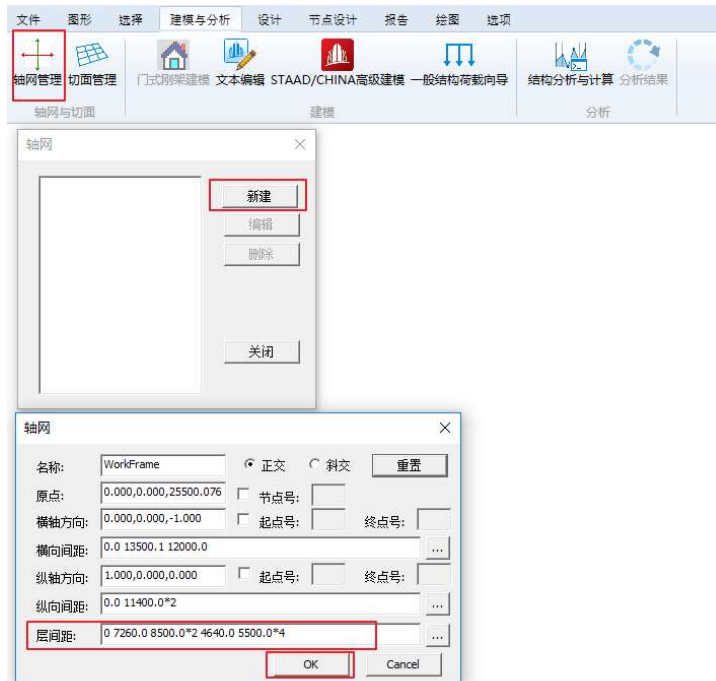 文件 图形 选择 建模与分析 设计 节点设计 报告 绘图 选项
轴网管理 切面管理 门式刚架建模 文本编辑 STAAD/CHINA高级建模 一般结构荷载向导 结构分析与计算 分析结果
轴网与切面 建模 分析
轴网
新建
编辑
删除
关闭
轴网
名称: WorkFrame 正交 斜交 重置
原点: 0.000,0.000,25500.076 节点号:
横轴方向: 0.000,0.000,-1.000 起点号: 终点号:
横向间距: 0.0 13500.1 12000.0 ...
纵轴方向: 1.000,0.000,0.000 起点号: 终点号:
纵向间距: 0.0 11400.0*2 ...
层间距: 0 7260.0 8500.0*2 4640.0 5500.0*4 ...
OK Cancel